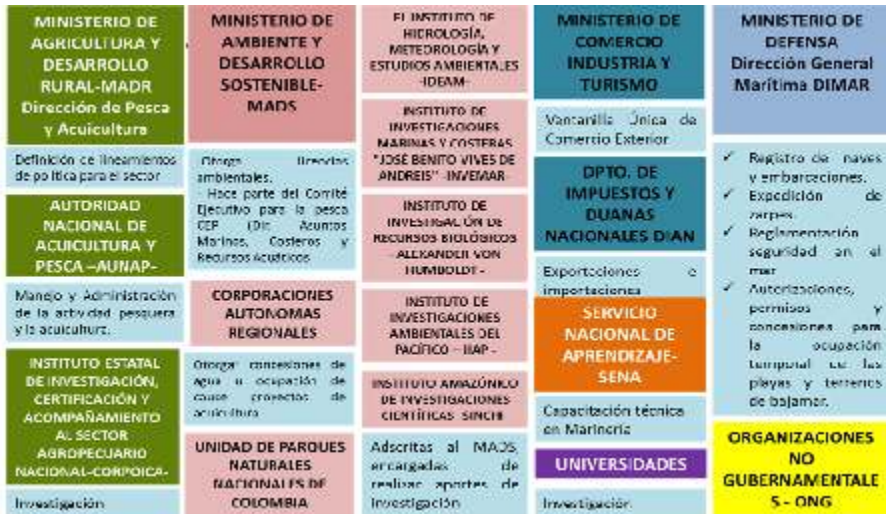 MINISTERIO DE
AGRICULTURA Y
DESARROLLO
RURAL-MADR
Dirección de Pesca
y Acuicultura
Definición de lineamientos
de política para el sector
AUTORIDAD
NACIONAL DE
ACUICULTURA Y
PESCA –AUNAP-
Manejo y Administración
de la actividad pesquera
y la acuicultura.
INSTITUTO ESTATAL
DE INVESTIGACIÓN,
CERTIFICACIÓN Y
ACOMPAÑAMIENTO
AL SECTOR
AGROPECUARIO
NACIONAL-CORPOICA-
Investigación
MINISTERIO DE
AMBIENTE Y
DESARROLLO
SOSTENIBLE-
MADS
Otorga licencias
ambientales.
- Hace parte del Comité
Ejecutivo para la pesca
CEP (Dir. Asuntos
Marinos, Costeros y
Recursos Acuáticos
CORPORACIONES
AUTONOMAS
REGIONALES
Otorgar concesiones de
agua u ocupación de
cause proyectos de
acuicultura
UNIDAD DE PARQUES
NATURALES
NACIONALES DE
COLOMBIA
EL INSTITUTO DE
HIDROLOGÍA,
METEOROLOGÍA Y
ESTUDIOS AMBIENTALES
-IDEAM-
INSTITUTO DE
INVESTIGACIONES
MARINAS Y COSTERAS
"JOSÉ BENITO VIVES DE
ANDREIS" -INVEMAR-
INSTITUTO DE
INVESTIGACIÓN DE
RECURSOS BIOLÓGICOS
- ALEXANDER VON
HUMBOLDT -
INSTITUTO DE
INVESTIGACIONES
AMBIENTALES DEL
PACÍFICO – IIAP -
INSTITUTO AMAZÓNICO
DE INVESTIGACIONES
CIENTÍFICAS SINCHI
Adscritas al MADS,
encargadas de
realizar aportes de
investigación
MINISTERIO DE
COMERCIO
INDUSTRIA Y
TURISMO
Ventanilla Única de
Comercio Exterior
DPTO. DE
IMPUESTOS Y
DUANAS
NACIONALES DIAN
Exportaciones e
importaciones
SERVICIO
NACIONAL DE
APRENDIZAJE-
SENA
Capacitación técnica
en Marinería
UNIVERSIDADES
Investigación.
MINISTERIO DE
DEFENSA
Dirección General
Marítima DIMAR
✓ Registro de naves
y embarcaciones.
✓ Expedición de
zarpes.
✓ Reglamentación
seguridad en el
mar
✓ Autorizaciones,
permisos y
concesiones para
la ocupación
temporal de las
playas y terrenos
de bajamar.
ORGANIZACIONES
NO
GUBERNAMENTALE
S - ONG